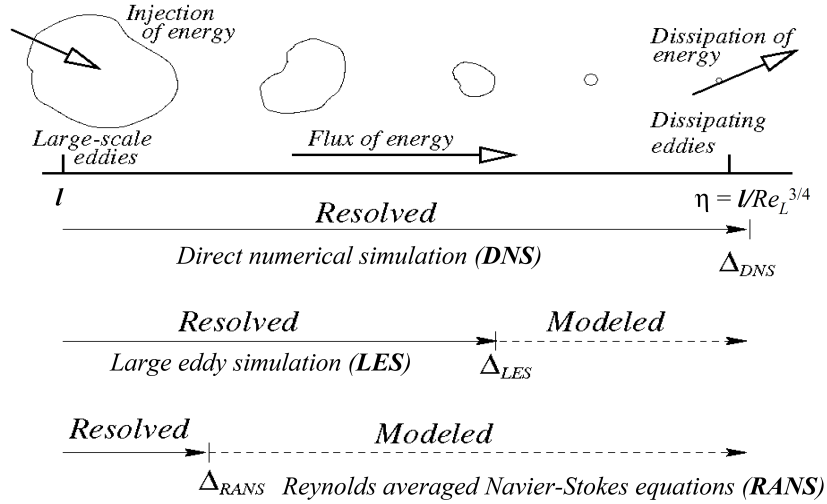 Injection
of energy
Dissipation of
energy
Large-scale
eddies
Flux of energy
Dissipating
eddies
l
η = l/Re_L^3/4
Resolved
Direct numerical simulation (DNS)
Δ_DNS
Resolved
Modeled
Large eddy simulation (LES)
Δ_LES
Resolved
Modeled
Δ_RANS
Reynolds averaged Navier-Stokes equations (RANS)